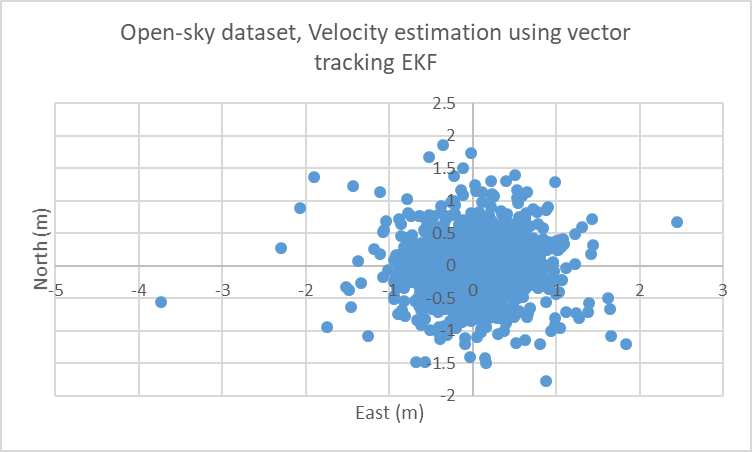 Open-sky dataset, Velocity estimation using vector
tracking EKF
North (m)
2.5
2
1.5
1
0.5
0
-0.5
-1
-1.5
-2
-5 -4 -3 -2 -1 0 1 2 3
East (m)